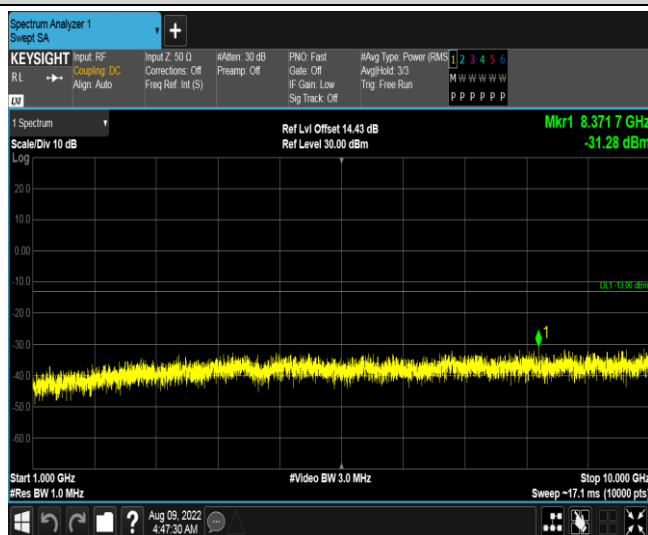 Spectrum Analyzer 1
Swept SA
+
KEYSIGHT
RL
LXI
Input: RF
Coupling: DC
Align: Auto
Input Z: 50 Ω
Corrections: Off
Freq Ref: Int (S)
#Atten: 30 dB
Preamp: Off
PNO: Fast
Gate: Off
IF Gain: Low
Sig Track: Off
#Avg Type: Power (RMS
Avg|Hold: 3/3
Trig: Free Run
1 2 3 4 5 6
M W W W W W
P P P P P P
1 Spectrum
Scale/Div 10 dB
Ref Lvl Offset 14.43 dB
Ref Level 30.00 dBm
Mkr1 8.371 7 GHz
-31.28 dBm
Log
20.0
10.0
0.00
-10.0
DL1 -13.00 dBm
-20.0
-30.0
1
-40.0
-50.0
-60.0
Start 1.000 GHz
#Video BW 3.0 MHz
Stop 10.000 GHz
#Res BW 1.0 MHz
Sweep ~17.1 ms (10000 pts)
?
Aug 09, 2022
4:47:30 AM